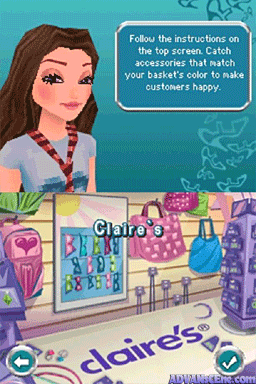 Follow the instructions on
the top screen. Catch
accessories that match
your basket's color to make
customers happy.
Claire's
claire's®
ADVANSCENE.com